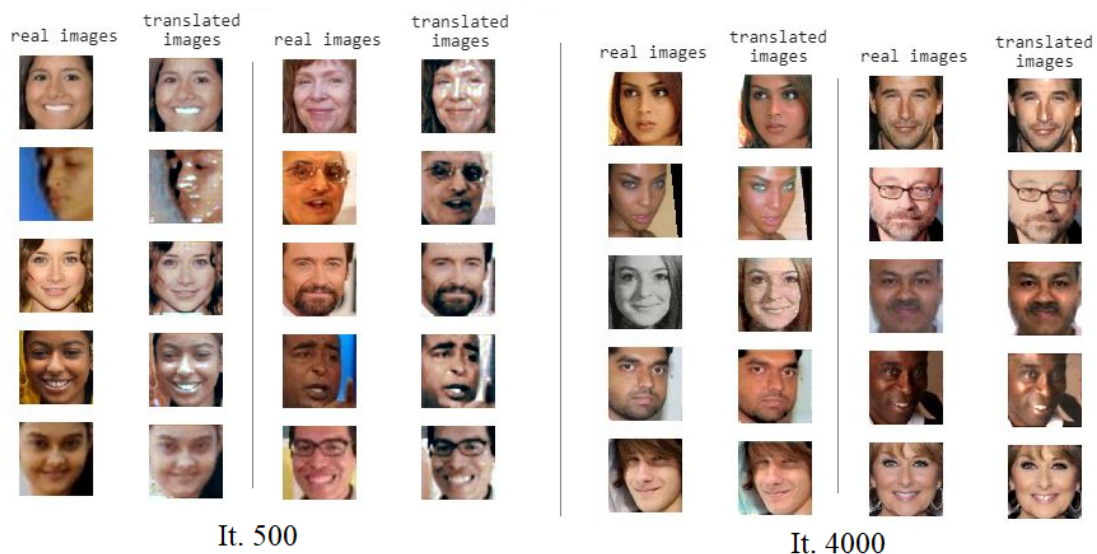 real images
translated
images
real images
translated
images
real images
translated
images
real images
translated
images
It. 500
It. 4000